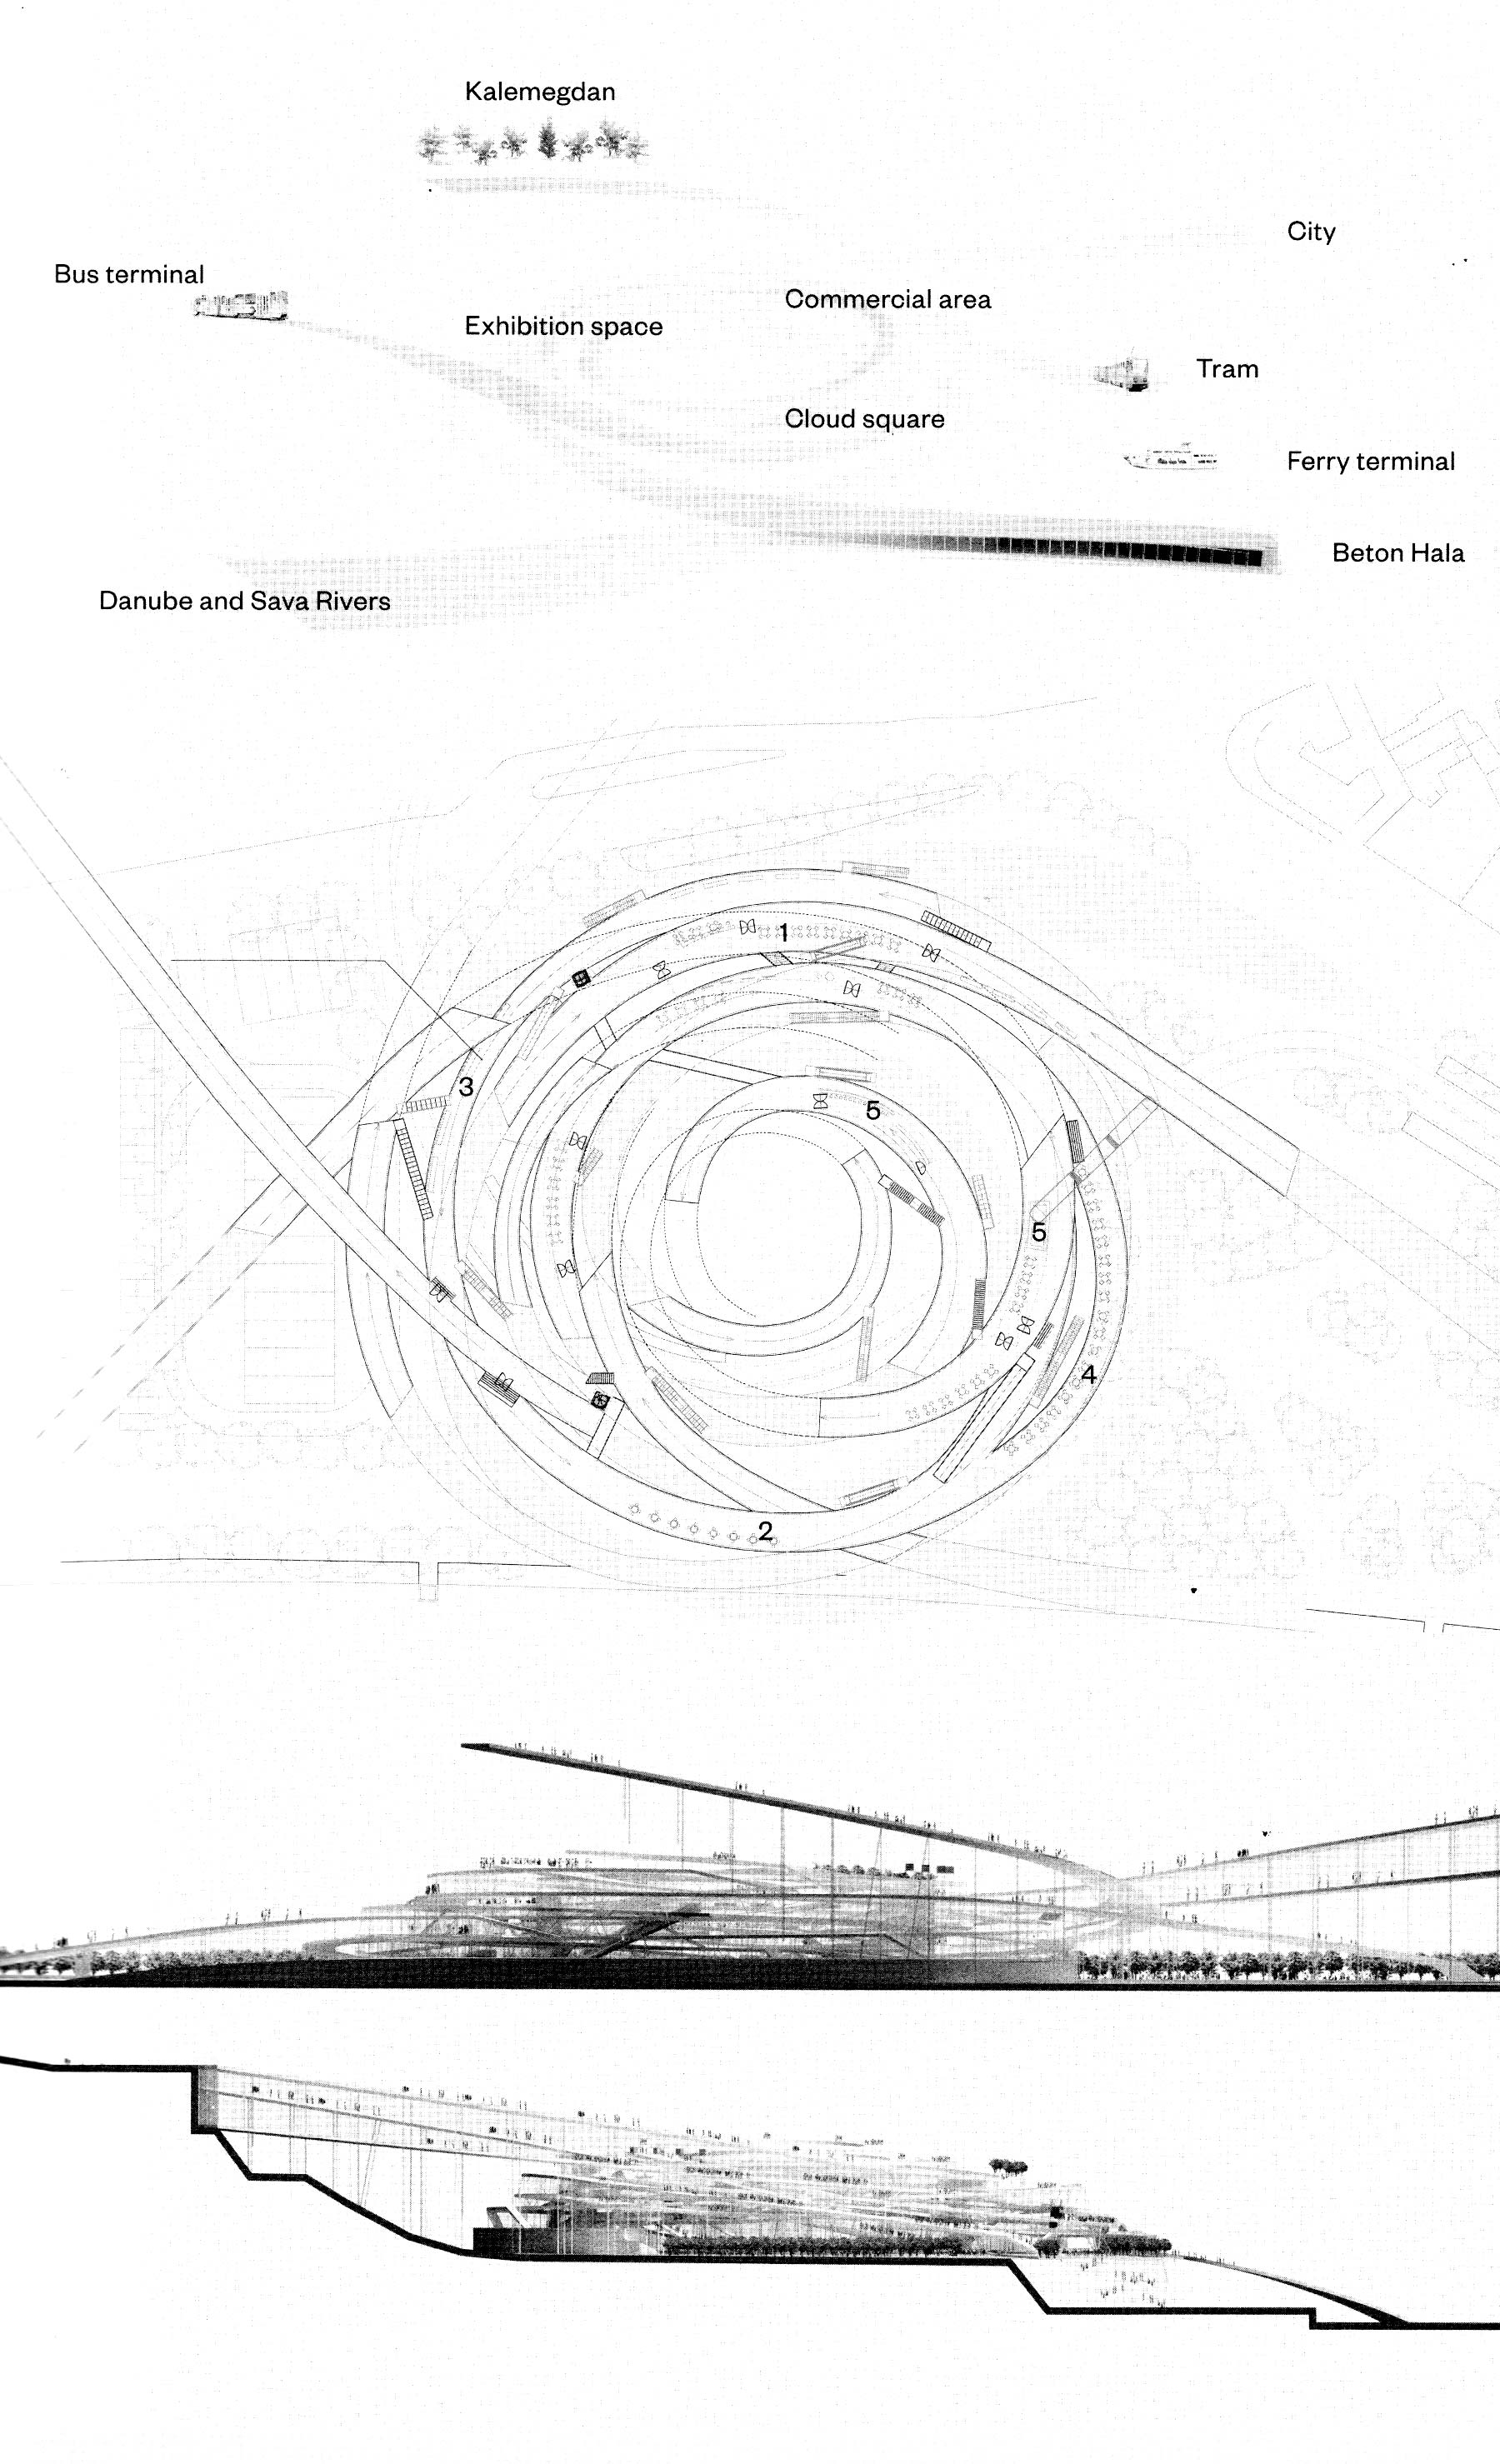 Kalemegdan
City
Bus terminal
Commercial area
Exhibition space
Tram
Cloud square
Ferry terminal
Beton Hala
Danube and Sava Rivers
1
3
5
5
4
2